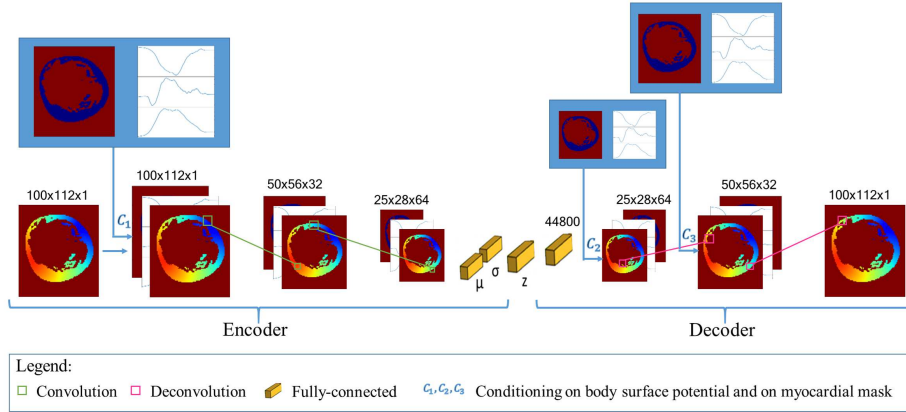 100x112x1
C₁
100x112x1
50x56x32
25x28x64
μ
σ
z
44800
C₂
25x28x64
C₃
50x56x32
100x112x1
Encoder
Decoder
Legend:
Convolution
Deconvolution
Fully-connected
C₁, C₂, C₃ Conditioning on body surface potential and on myocardial mask